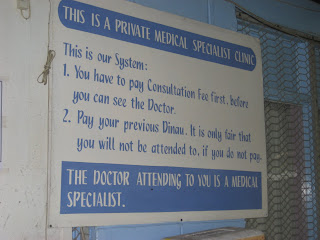 THIS IS A PRIVATE MEDICAL SPECIALIST CLINIC
This is our System:
1. You have to pay Consultation Fee first, before
you can see the Doctor.
2. Pay your previous Dinau. It is only fair that
you will not be attended to, if you do not pay.
THE DOCTOR ATTENDING TO YOU IS A MEDICAL
SPECIALIST.